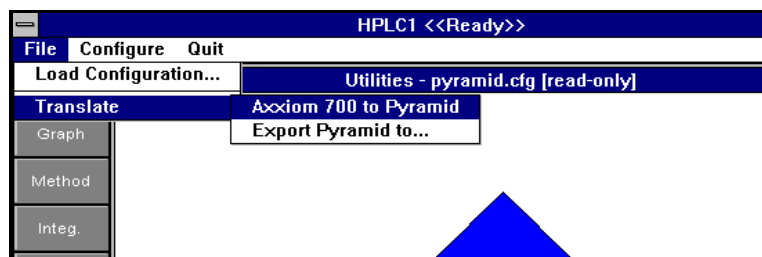 HPLC1 <<Ready>>
File Configure Quit
Load Configuration...
Utilities - pyramid.cfg [read-only]
Translate
Axxiom 700 to Pyramid
Export Pyramid to...
Graph
Method
Integ.